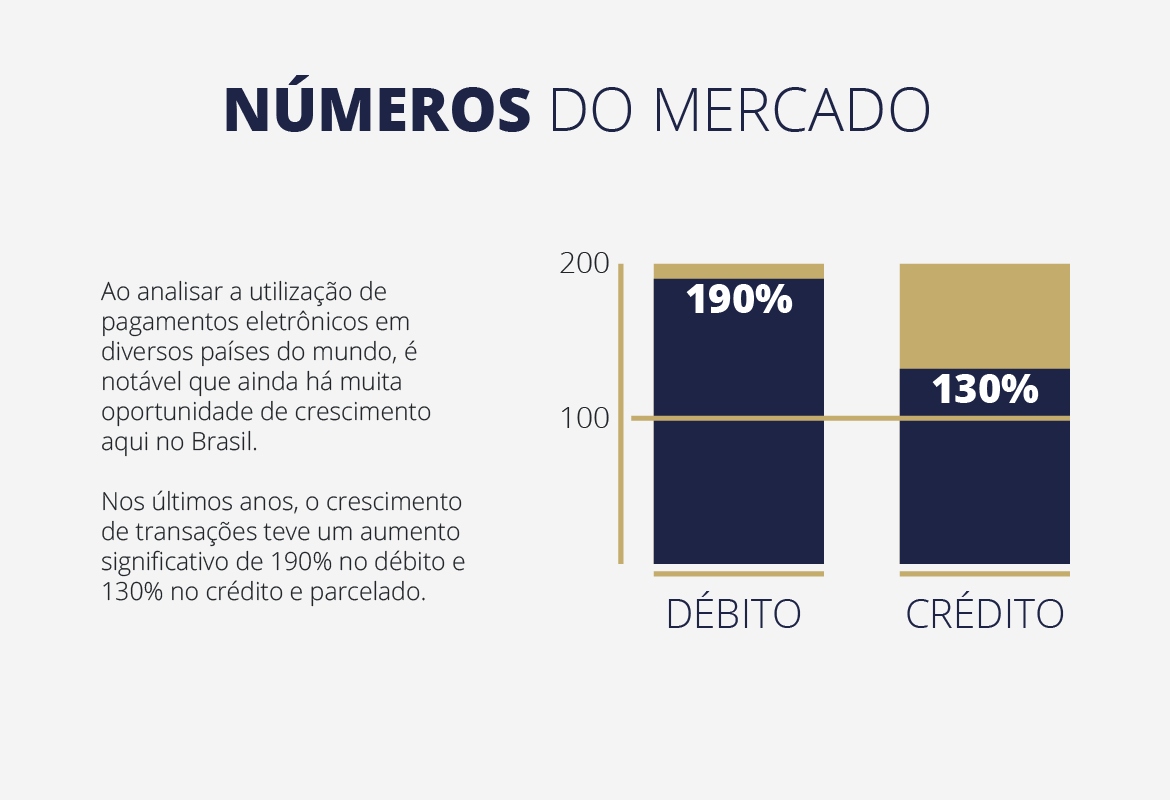 NÚMEROS DO MERCADO
Ao analisar a utilização de
pagamentos eletrônicos em
diversos países do mundo, é
notável que ainda há muita
oportunidade de crescimento
aqui no Brasil.
Nos últimos anos, o crescimento
de transações teve um aumento
significativo de 190% no débito e
130% no crédito e parcelado.
200
190%
130%
100
DÉBITO
CRÉDITO